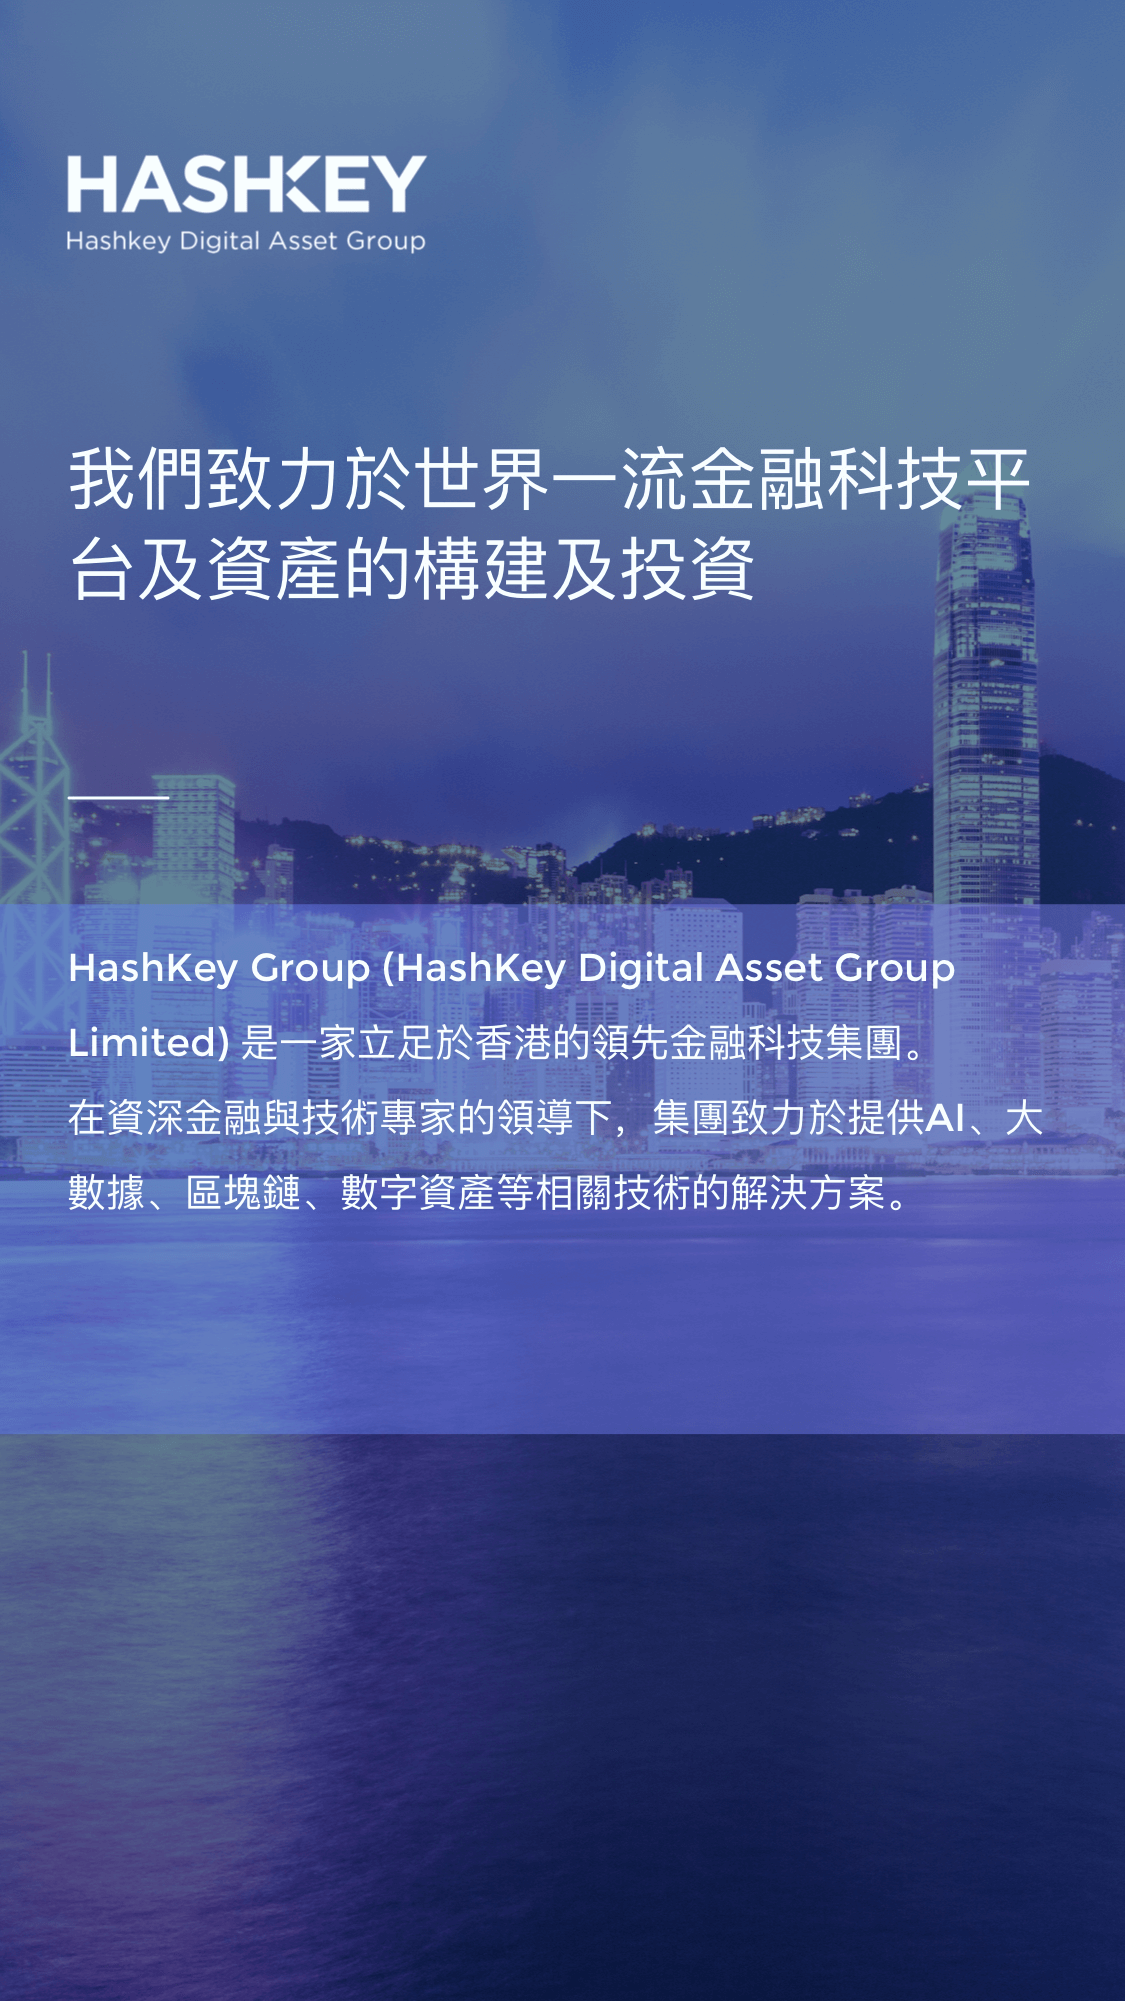 HASHKEY
Hashkey Digital Asset Group
我們致力於世界一流金融科技平
台及資產的構建及投資
HashKey Group (HashKey Digital Asset Group
Limited) 是一家立足於香港的領先金融科技集團。
在資深金融與技術專家的領導下，集團致力於提供AI、大
數據、區塊鏈、數字資產等相關技術的解決方案。